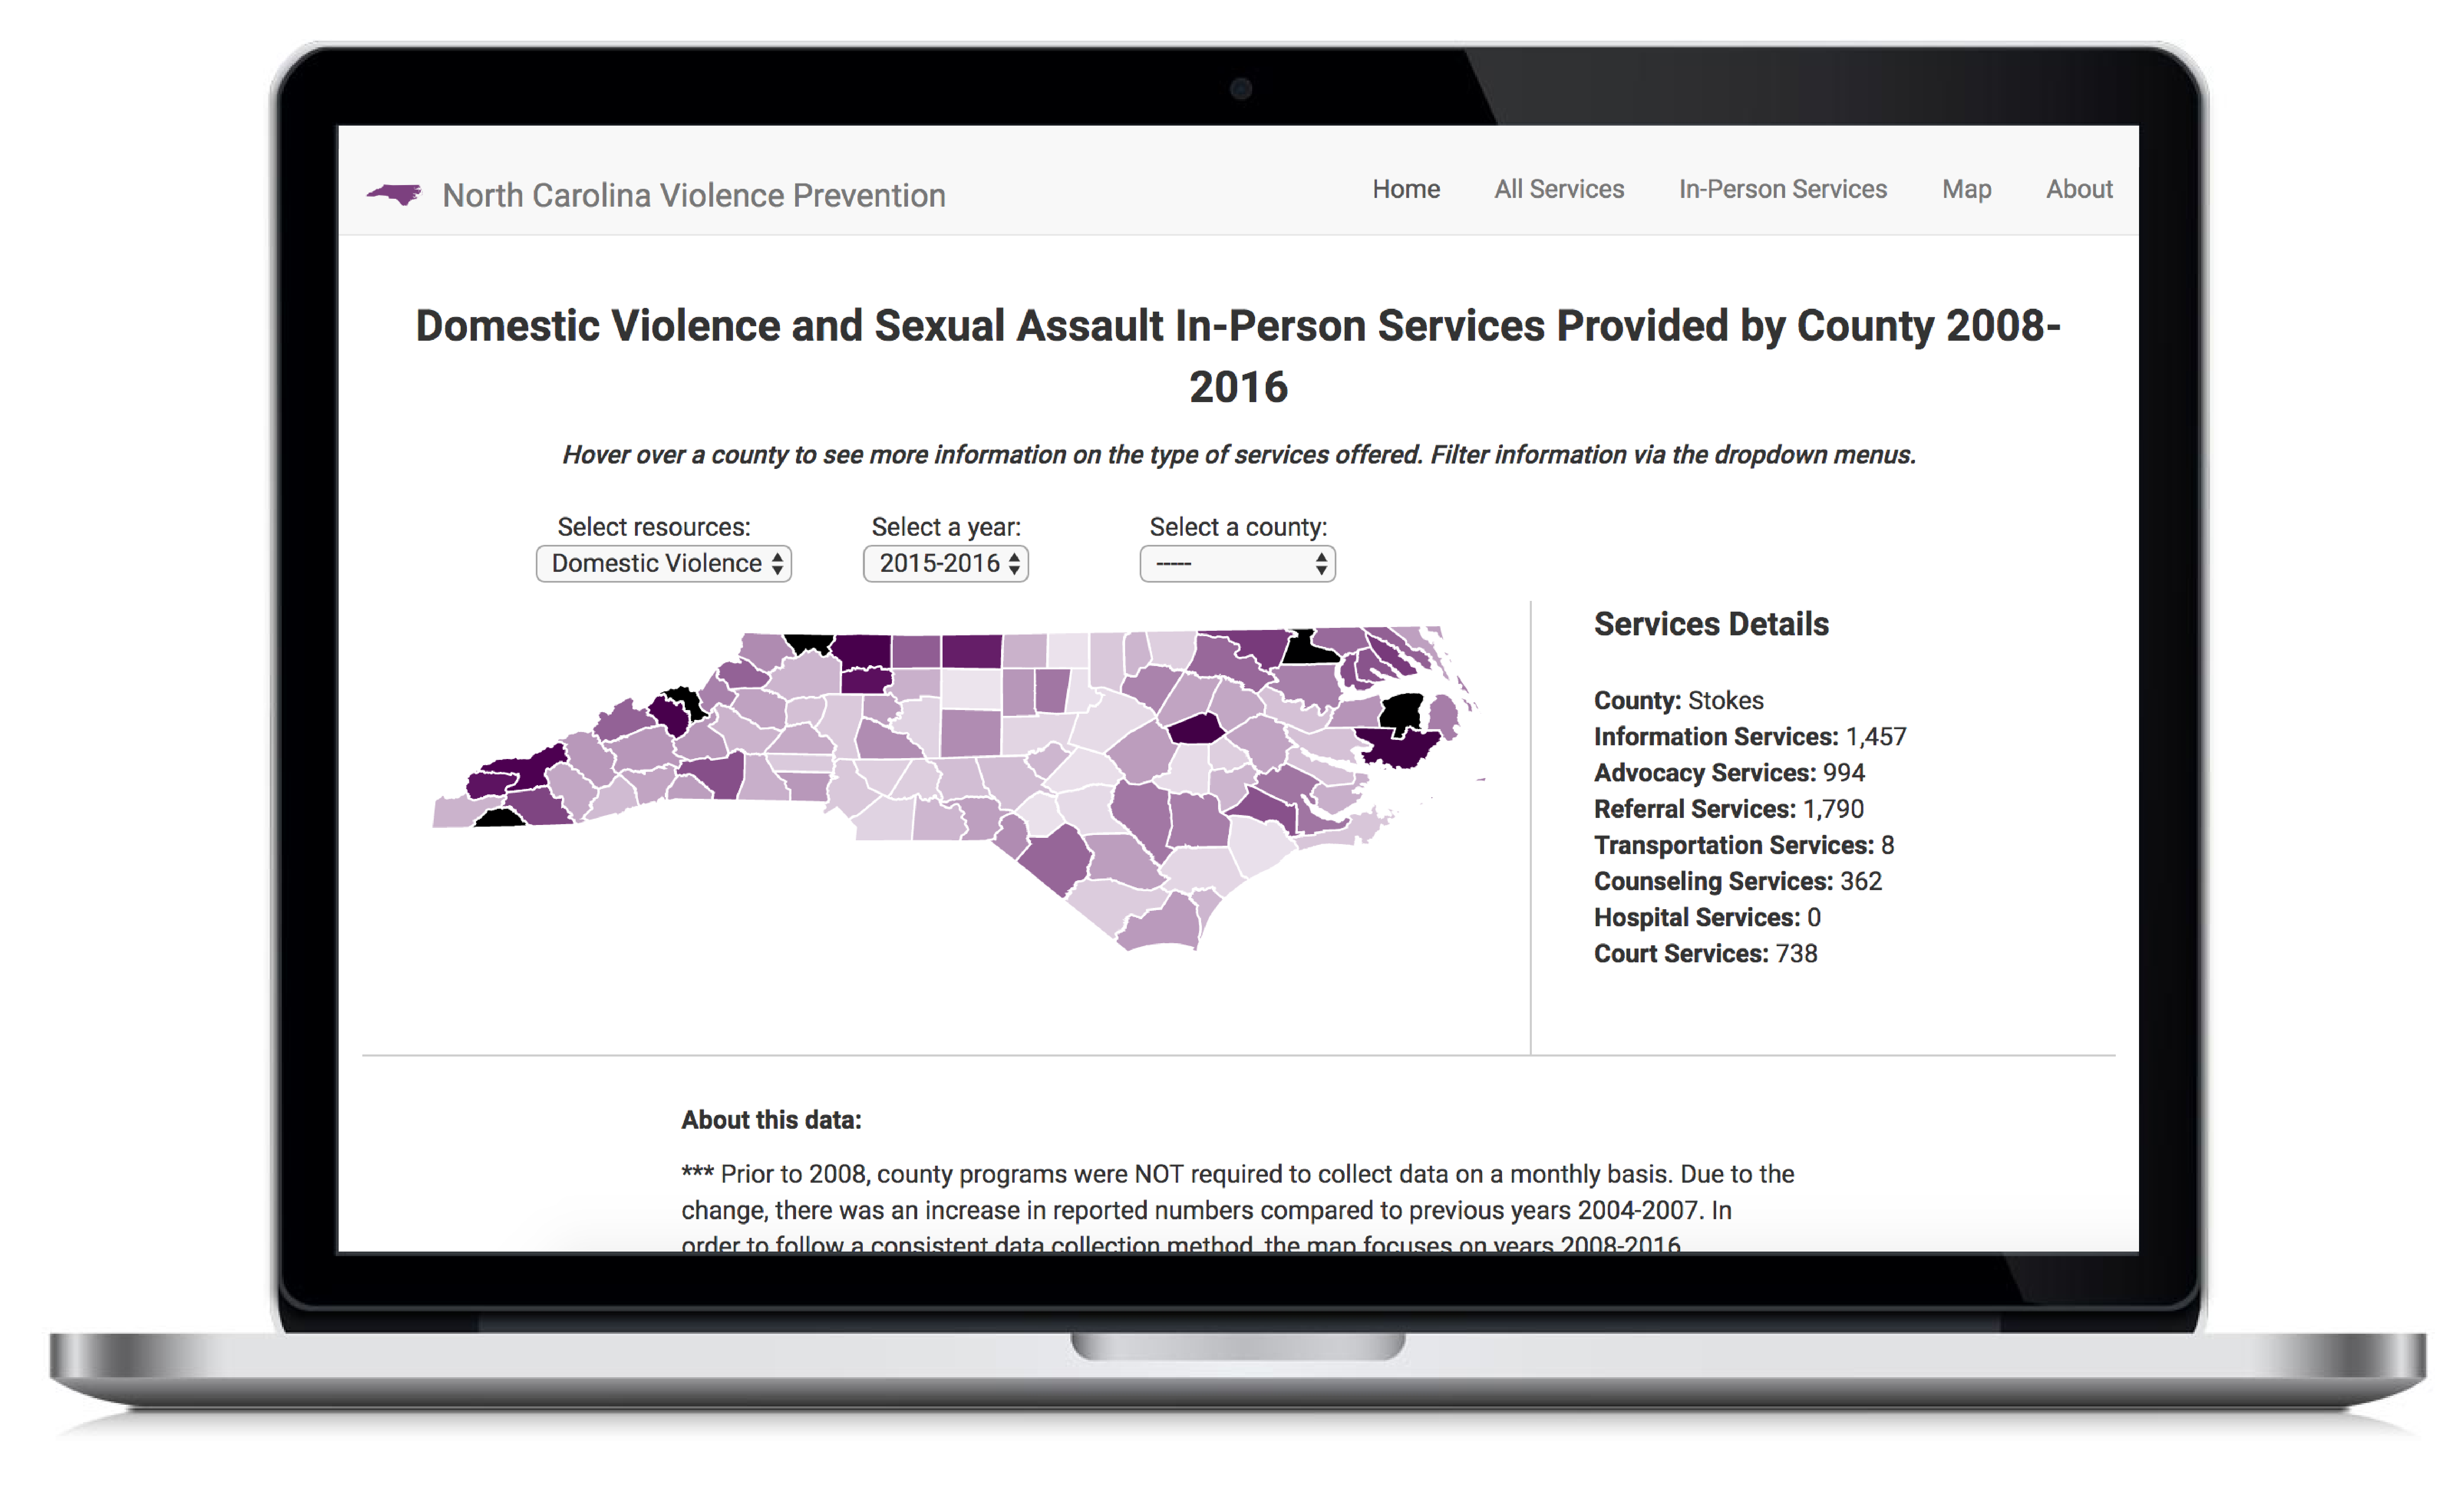 North Carolina Violence Prevention
Home All Services In-Person Services Map About
Domestic Violence and Sexual Assault In-Person Services Provided by County 2008-
2016
Hover over a county to see more information on the type of services offered. Filter information via the dropdown menus.
Select resources: Select a year: Select a county:
Domestic Violence 2015-2016 -----
Services Details
County: Stokes
Information Services: 1,457
Advocacy Services: 994
Referral Services: 1,790
Transportation Services: 8
Counseling Services: 362
Hospital Services: 0
Court Services: 738
About this data:
*** Prior to 2008, county programs were NOT required to collect data on a monthly basis. Due to the
change, there was an increase in reported numbers compared to previous years 2004-2007. In
order to follow a consistent data collection method, the map focuses on years 2008-2016